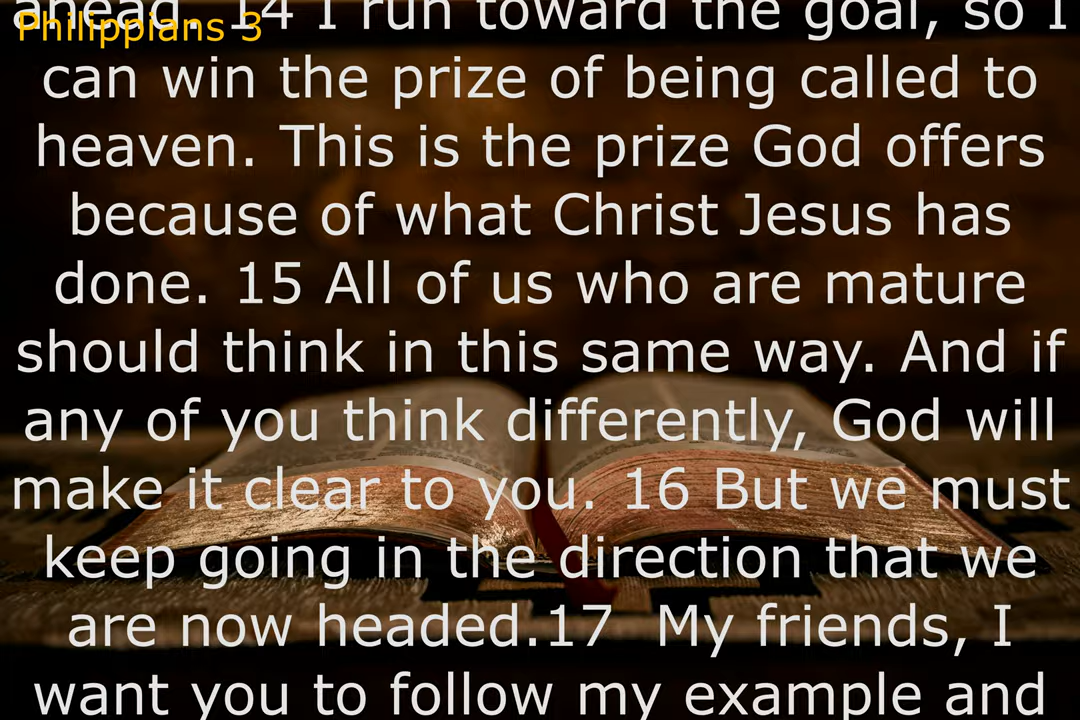 Philippians 3
ahead. 14 I run toward the goal, so I
can win the prize of being called to
heaven. This is the prize God offers
because of what Christ Jesus has
done. 15 All of us who are mature
should think in this same way. And if
any of you think differently, God will
make it clear to you. 16 But we must
keep going in the direction that we
are now headed.17  My friends, I
want you to follow my example and